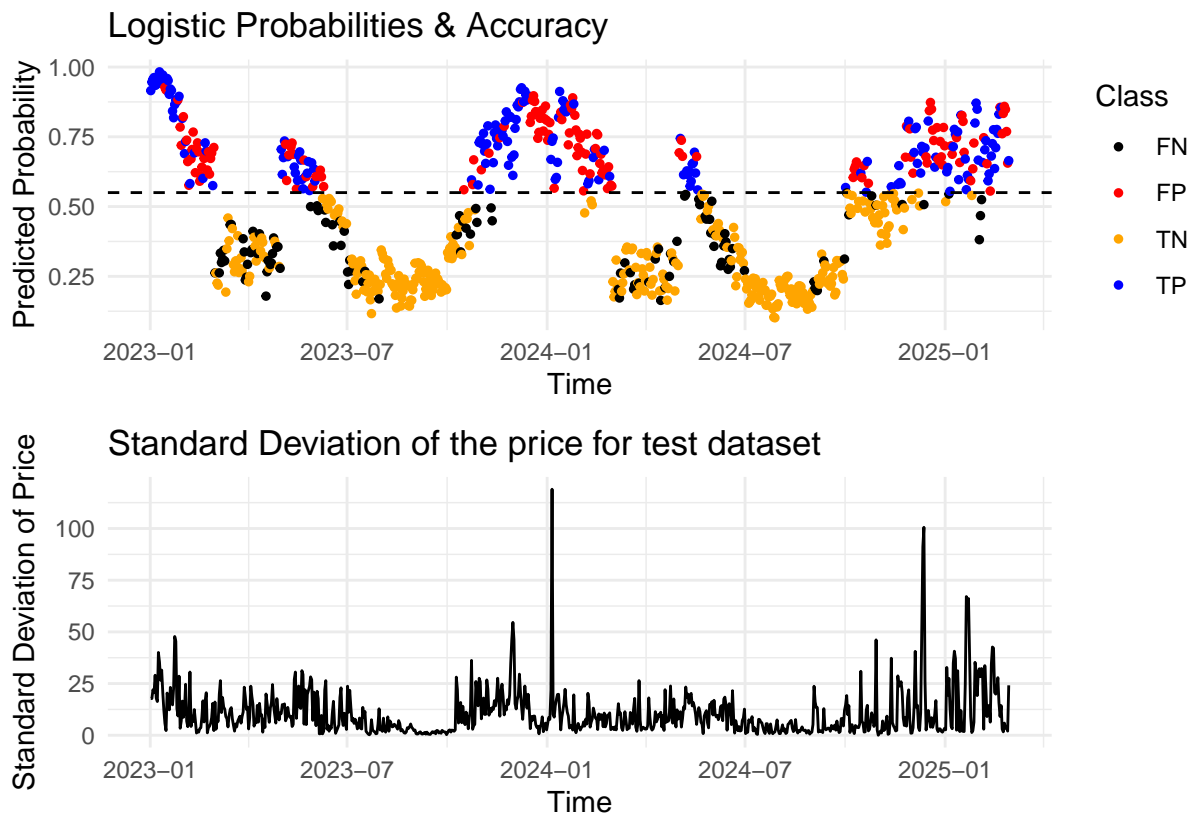 Logistic Probabilities & Accuracy
Predicted Probability
1.00
0.75
0.50
0.25
2023−01
2023−07
2024−01
2024−07
2025−01
Time
Class
FN
FP
TN
TP
Standard Deviation of the price for test dataset
Standard Deviation of Price
100
75
50
25
0
2023−01
2023−07
2024−01
2024−07
2025−01
Time